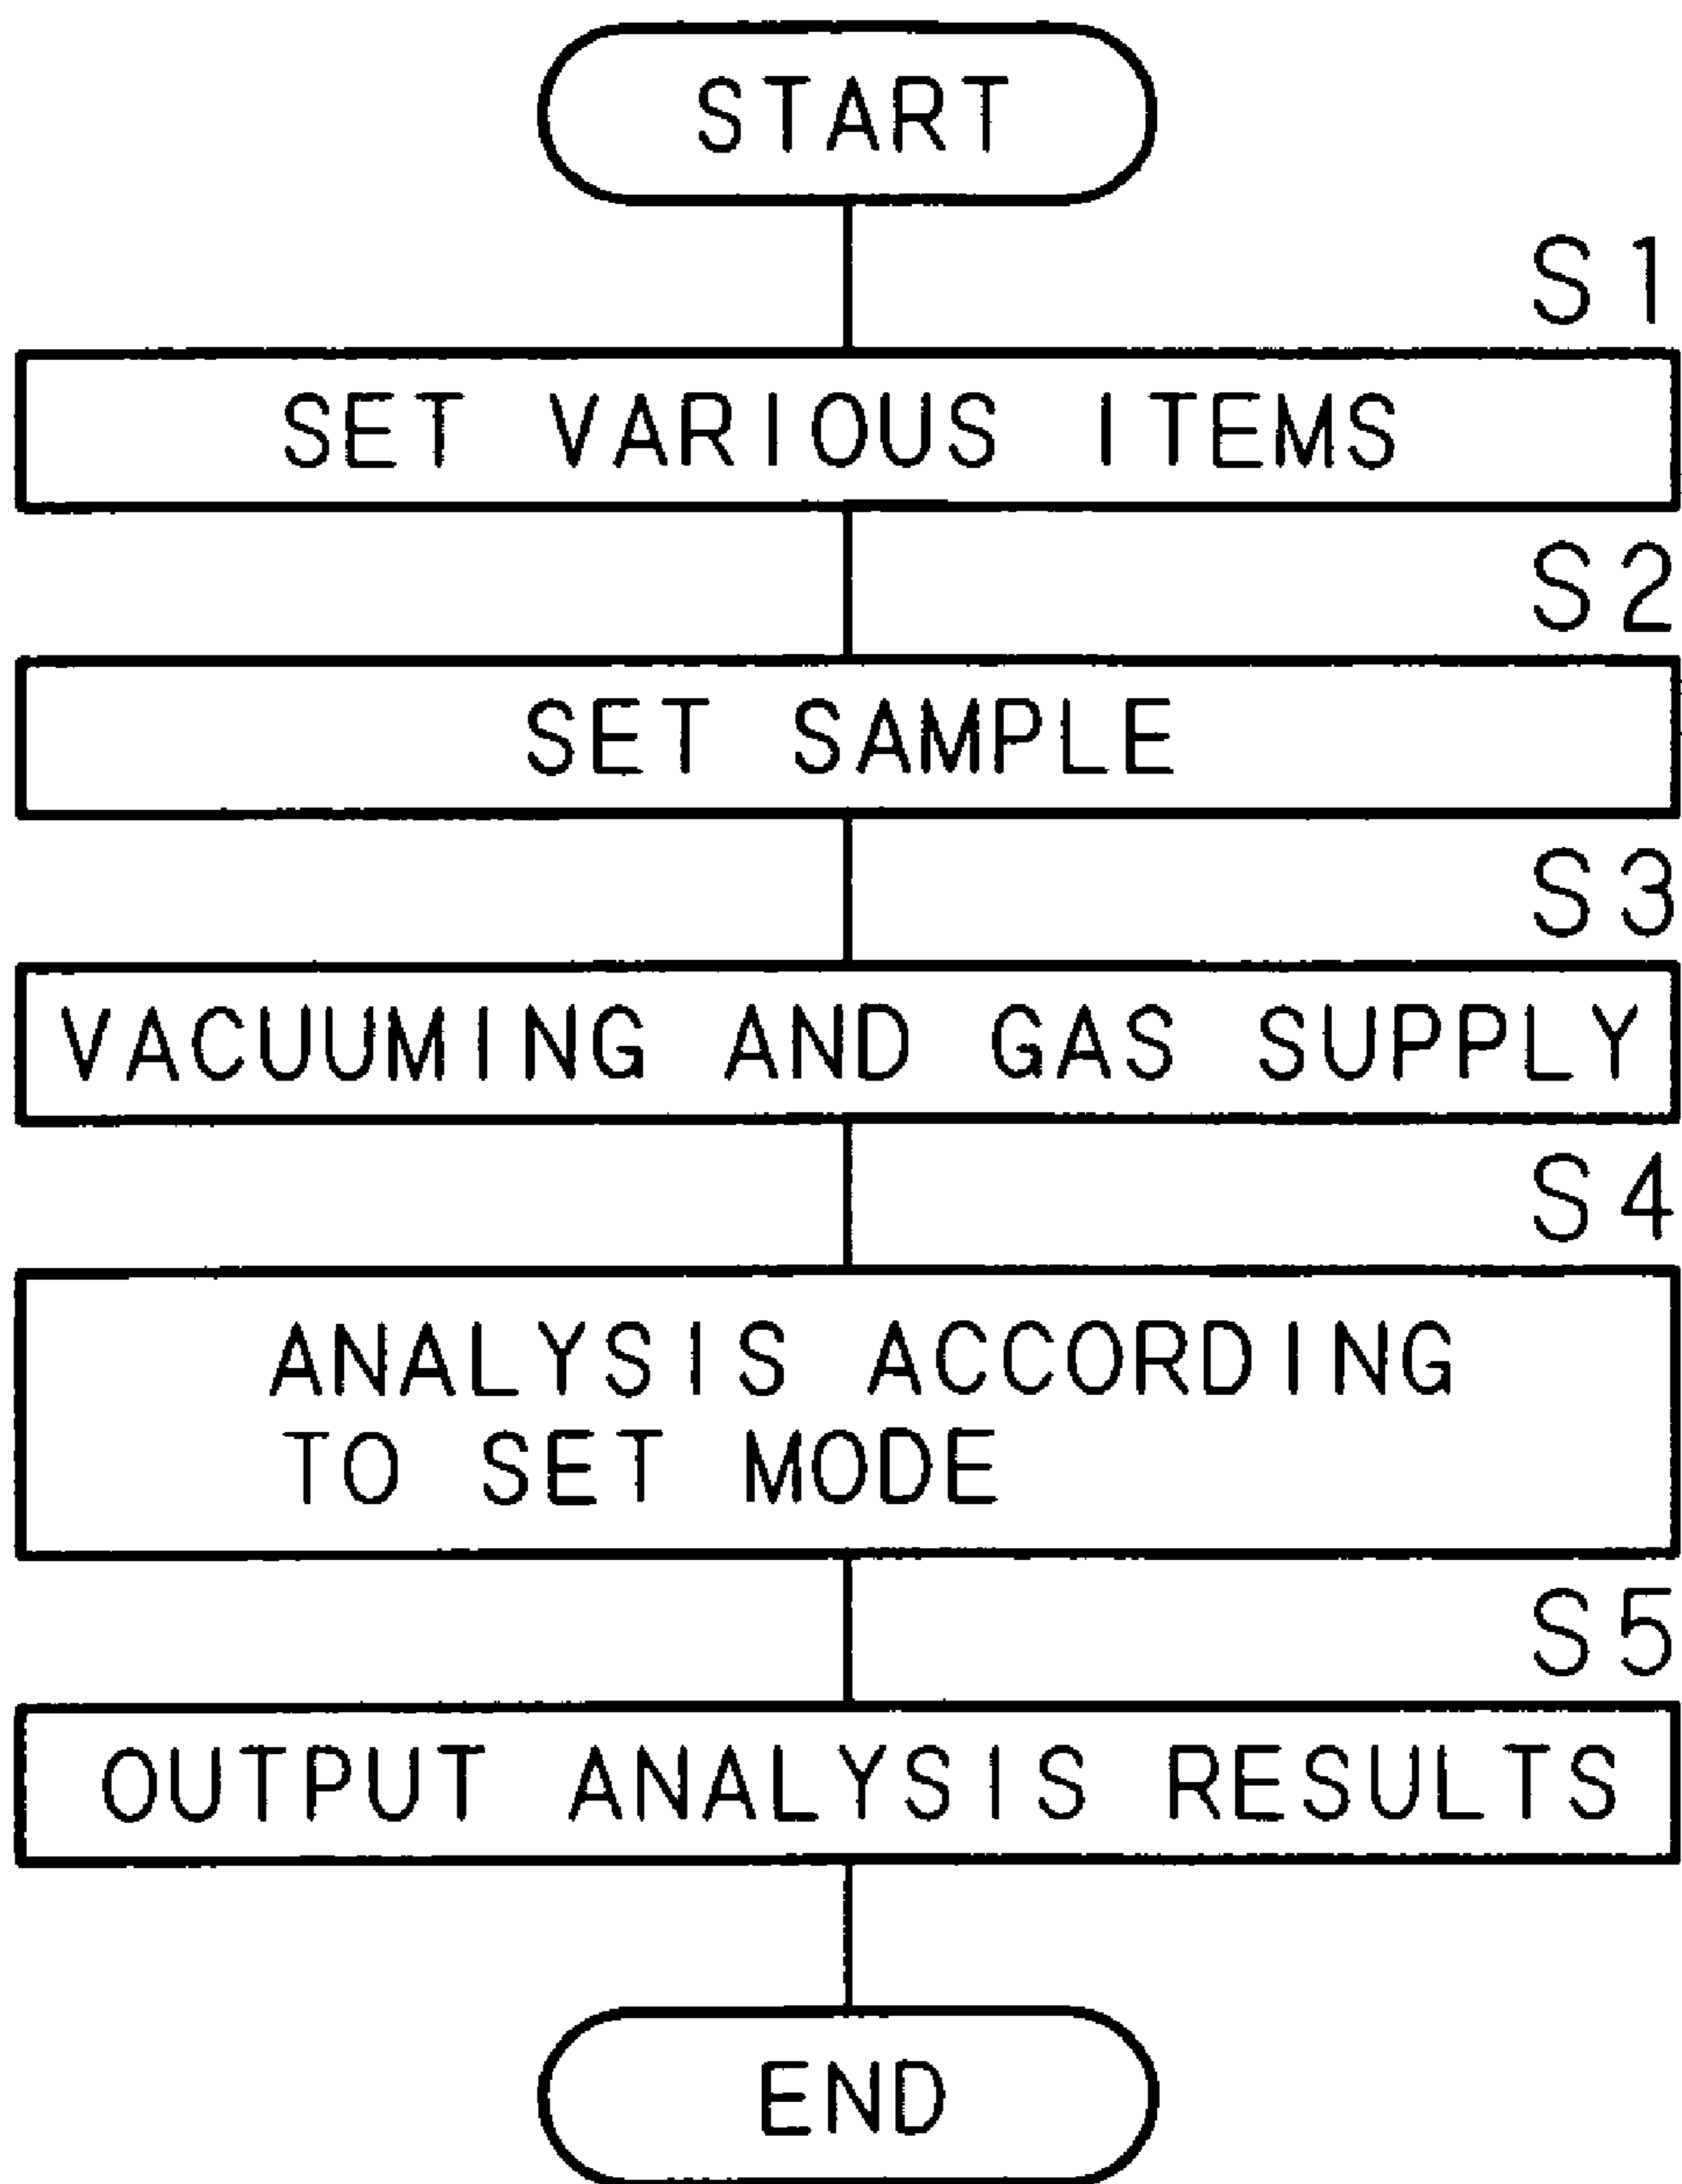 START
S1
SET VARIOUS ITEMS
S2
SET SAMPLE
S3
VACUUMING AND GAS SUPPLY
S4
ANALYSIS ACCORDING
TO SET MODE
S5
OUTPUT ANALYSIS RESULTS
END